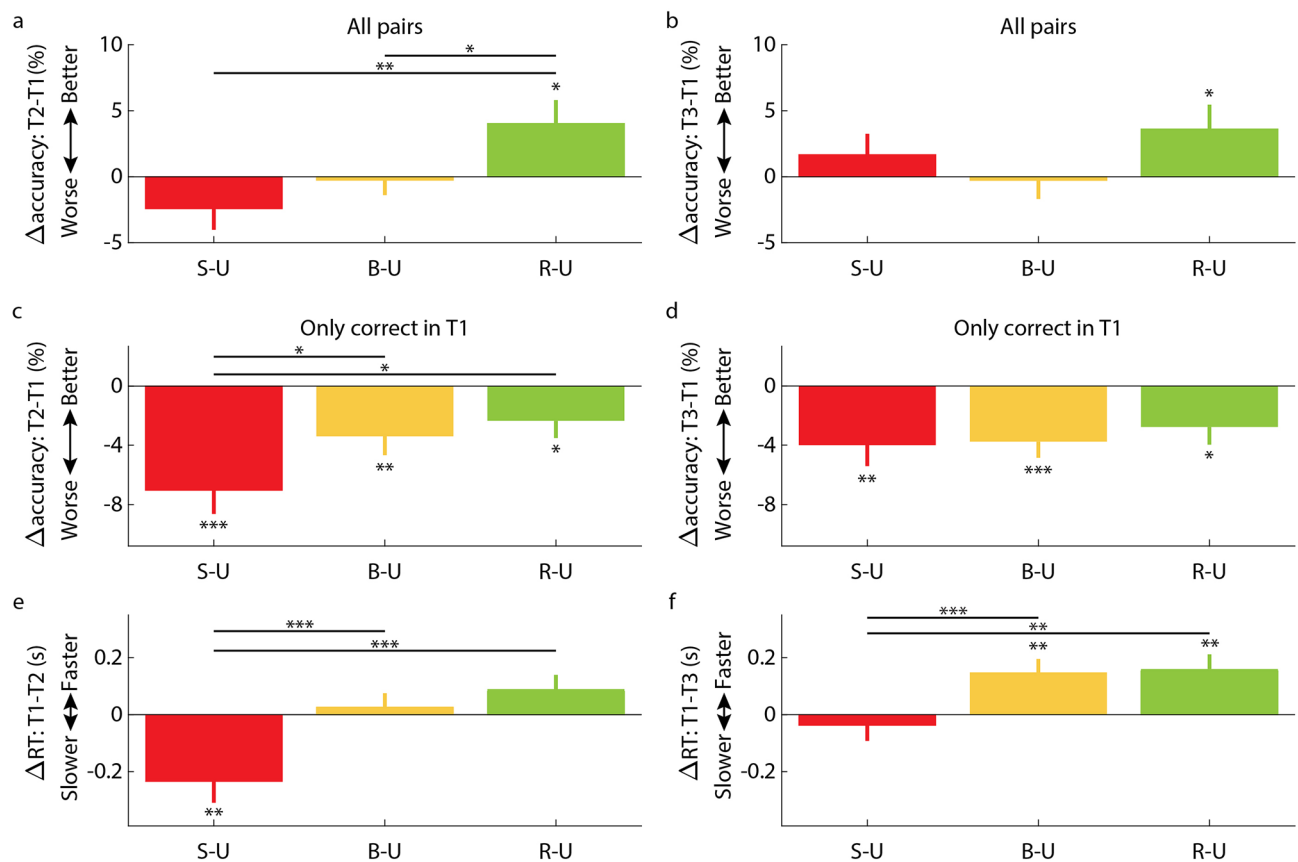 a
All pairs
Δaccuracy: T2-T1 (%)
Worse
Better
10
5
0
-5
*
**
*
S-U
B-U
R-U
b
All pairs
Δaccuracy: T3-T1 (%)
Worse
Better
10
5
0
-5
*
S-U
B-U
R-U
c
Only correct in T1
Δaccuracy: T2-T1 (%)
Worse
Better
0
-4
-8
*
*
***
**
*
S-U
B-U
R-U
d
Only correct in T1
Δaccuracy: T3-T1 (%)
Worse
Better
0
-4
-8
**
***
*
S-U
B-U
R-U
e
ΔRT: T1-T2 (s)
Slower
Faster
0.2
0
-0.2
***
***
**
S-U
B-U
R-U
f
ΔRT: T1-T3 (s)
Slower
Faster
0.2
0
-0.2
***
**
**
**
S-U
B-U
R-U